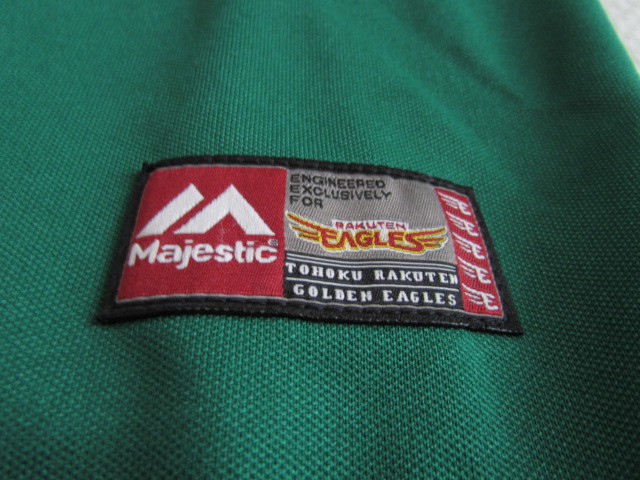 Majestic®
ENGINEERED
EXCLUSIVELY
FOR
RAKUTEN
EAGLES
TOHOKU RAKUTEN
GOLDEN EAGLES
E
E
E
E
E